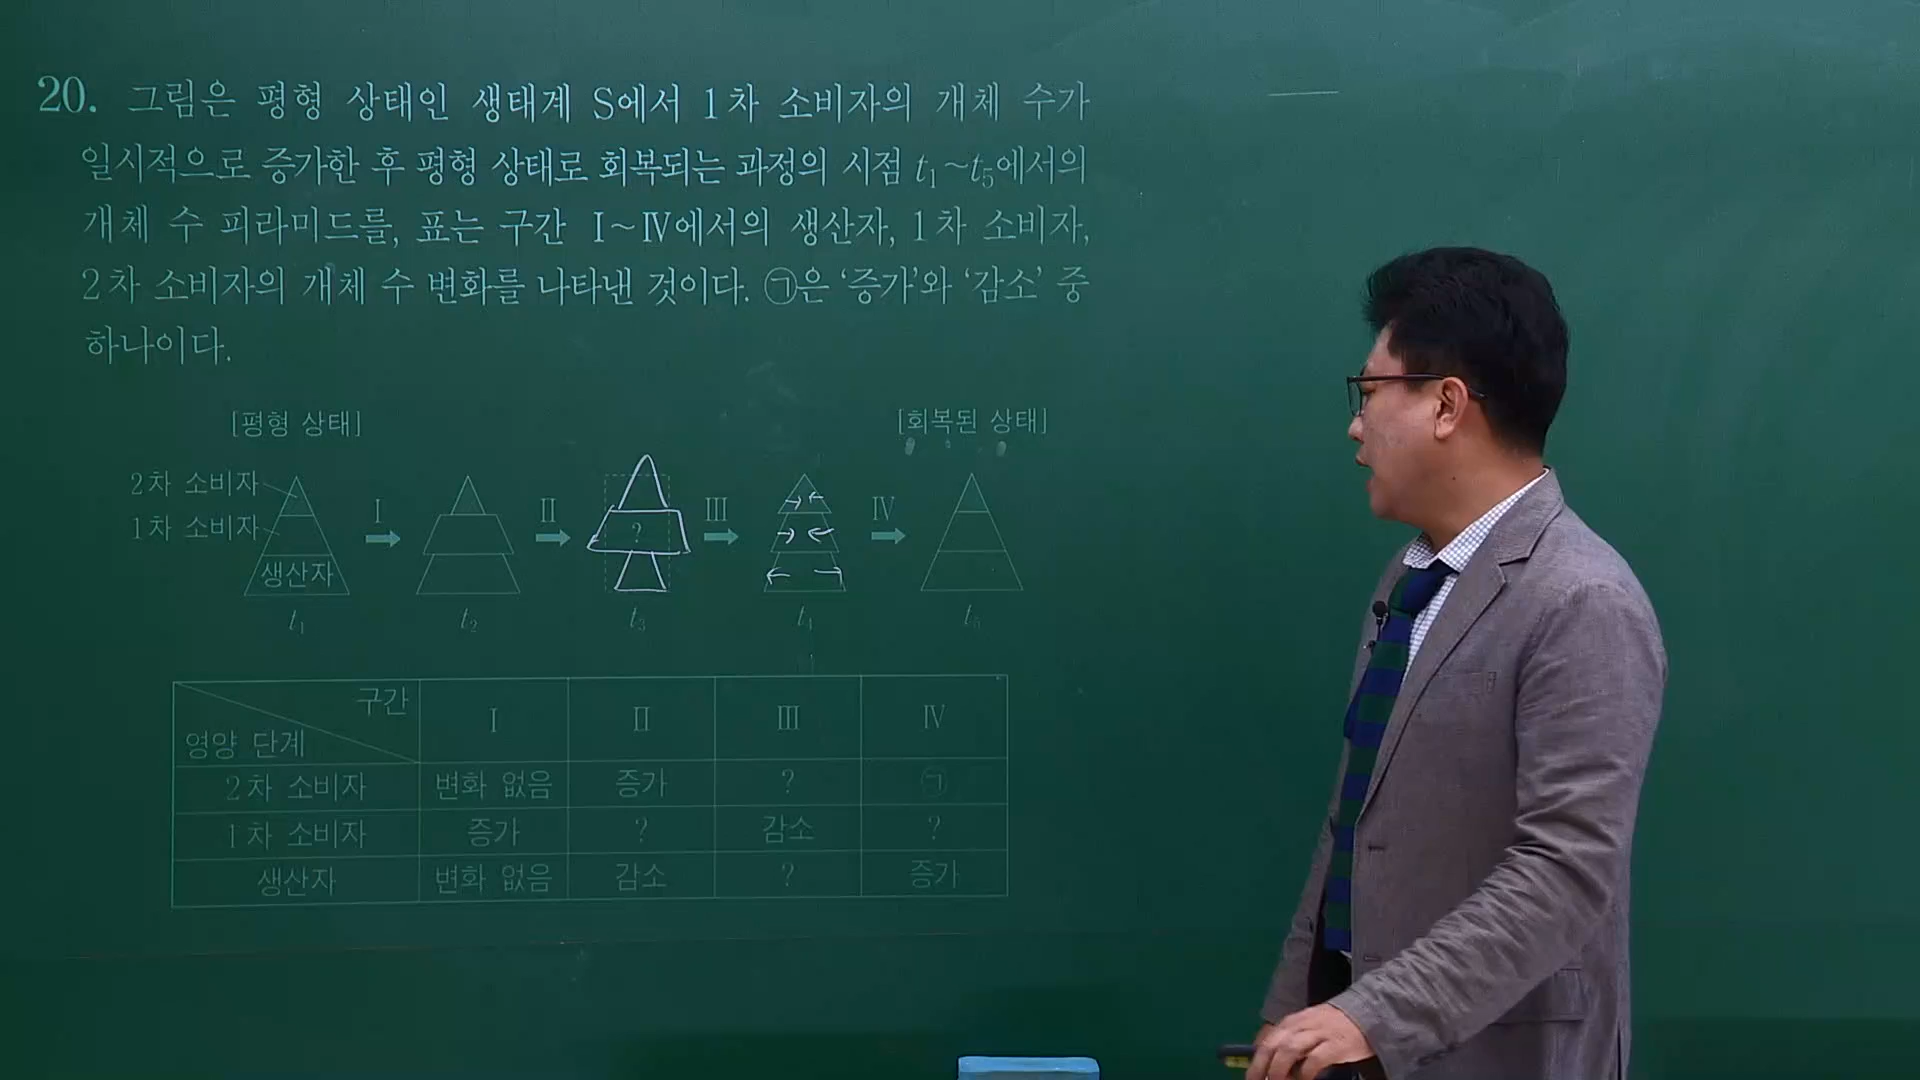 20. 그림은 평형 상태인 생태계 S에서 1차 소비자의 개체 수가
일시적으로 증가한 후 평형 상태로 회복되는 과정의 시점 t₁~t₅에서의
개체 수 피라미드를, 표는 구간 Ⅰ~Ⅳ에서의 생산자, 1차 소비자,
2차 소비자의 개체 수 변화를 나타낸 것이다. ㉠은 ‘증가’와 ‘감소’ 중
하나이다.
[평형 상태] [회복된 상태]
2차 소비자
1차 소비자 Ⅰ Ⅱ ? Ⅲ Ⅳ
생산자
t₁ t₂ t₃ t₄ t₅
구간
영양 단계 Ⅰ Ⅱ Ⅲ Ⅳ
2차 소비자 변화 없음 증가 ? ㉠
1차 소비자 증가 ? 감소 ?
생산자 변화 없음 감소 ? 증가